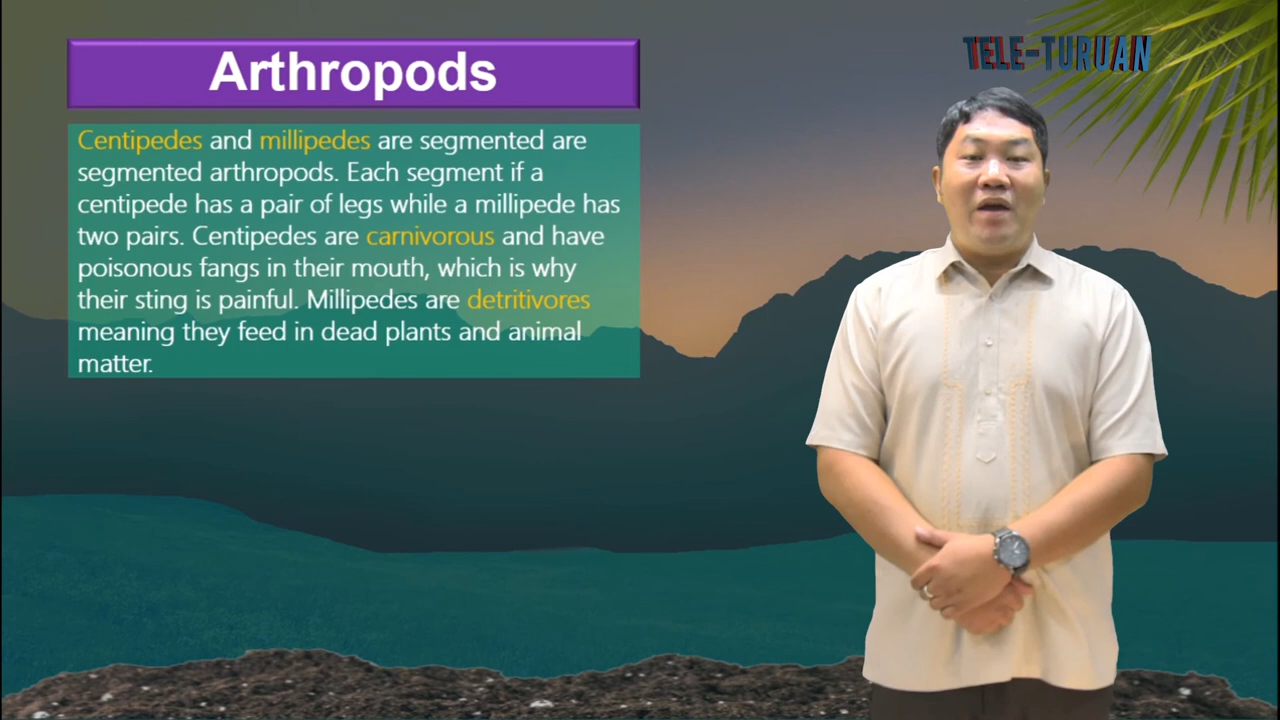 TELE-TURUAN
Arthropods
Centipedes and millipedes are segmented are
segmented arthropods. Each segment if a
centipede has a pair of legs while a millipede has
two pairs. Centipedes are carnivorous and have
poisonous fangs in their mouth, which is why
their sting is painful. Millipedes are detritivores
meaning they feed in dead plants and animal
matter.